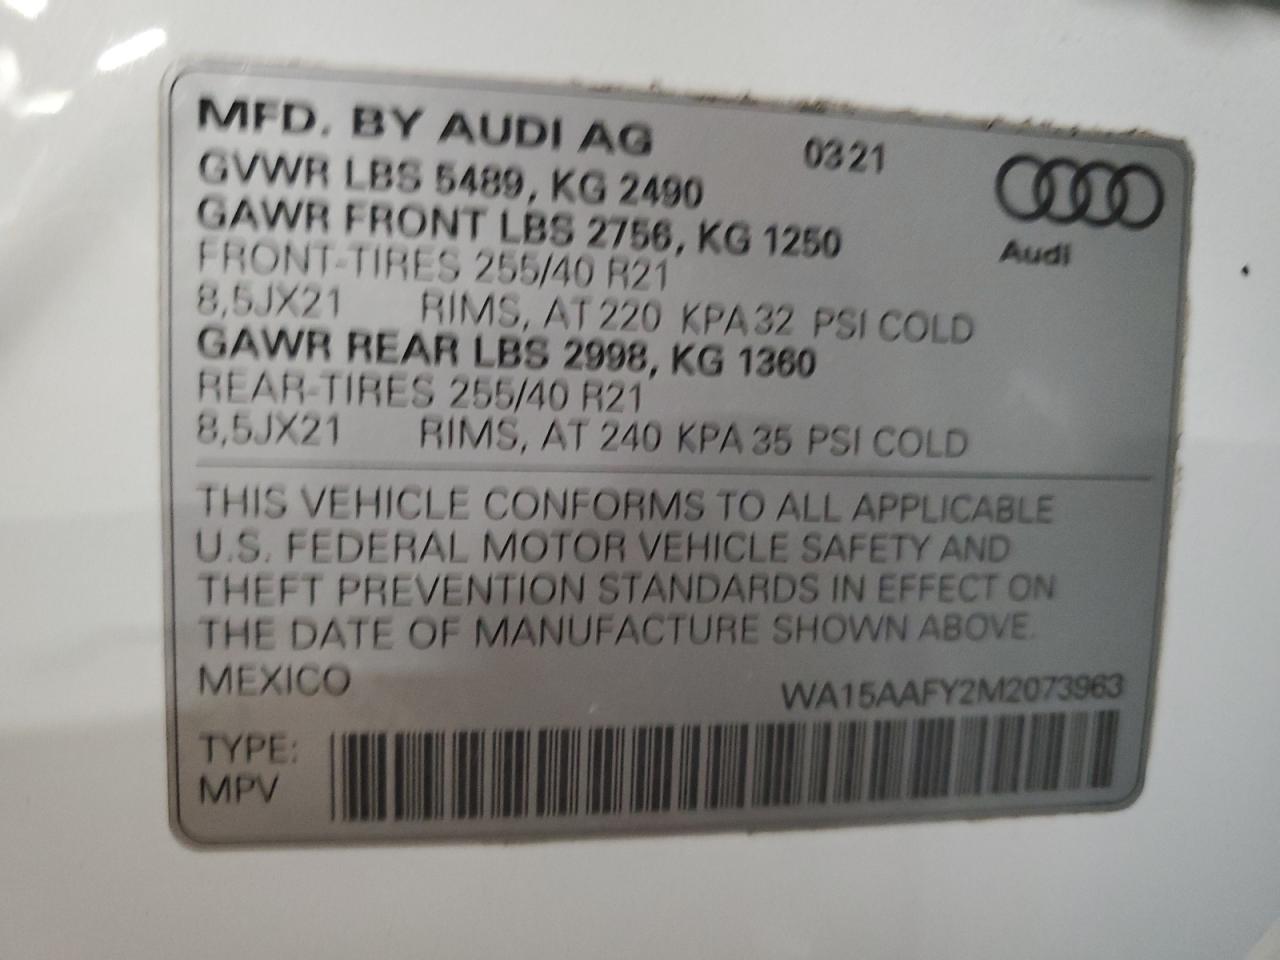 MFD. BY AUDI AG 0321
GVWR LBS 5489, KG 2490
GAWR FRONT LBS 2756, KG 1250
Audi
FRONT-TIRES 255/40 R21
8,5JX21 RIMS, AT 220 KPA 32 PSI COLD
GAWR REAR LBS 2998, KG 1360
REAR-TIRES 255/40 R21
8,5JX21 RIMS, AT 240 KPA 35 PSI COLD
THIS VEHICLE CONFORMS TO ALL APPLICABLE
U.S. FEDERAL MOTOR VEHICLE SAFETY AND
THEFT PREVENTION STANDARDS IN EFFECT ON
THE DATE OF MANUFACTURE SHOWN ABOVE.
MEXICO WA15AAFY2M2073963
TYPE:
MPV